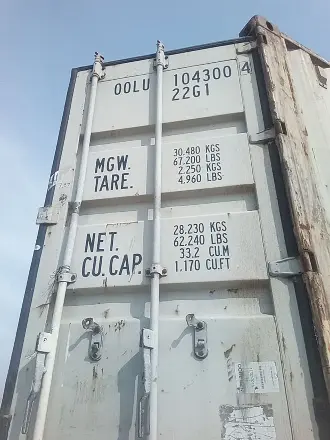 OOLU 104300 4
22G1
MGW. 30.480 KGS
67.200 LBS
TARE. 2.250 KGS
4.960 LBS
NET. 28.230 KGS
62.240 LBS
CU.CAP. 33.2 CU.M
1.170 CU.FT